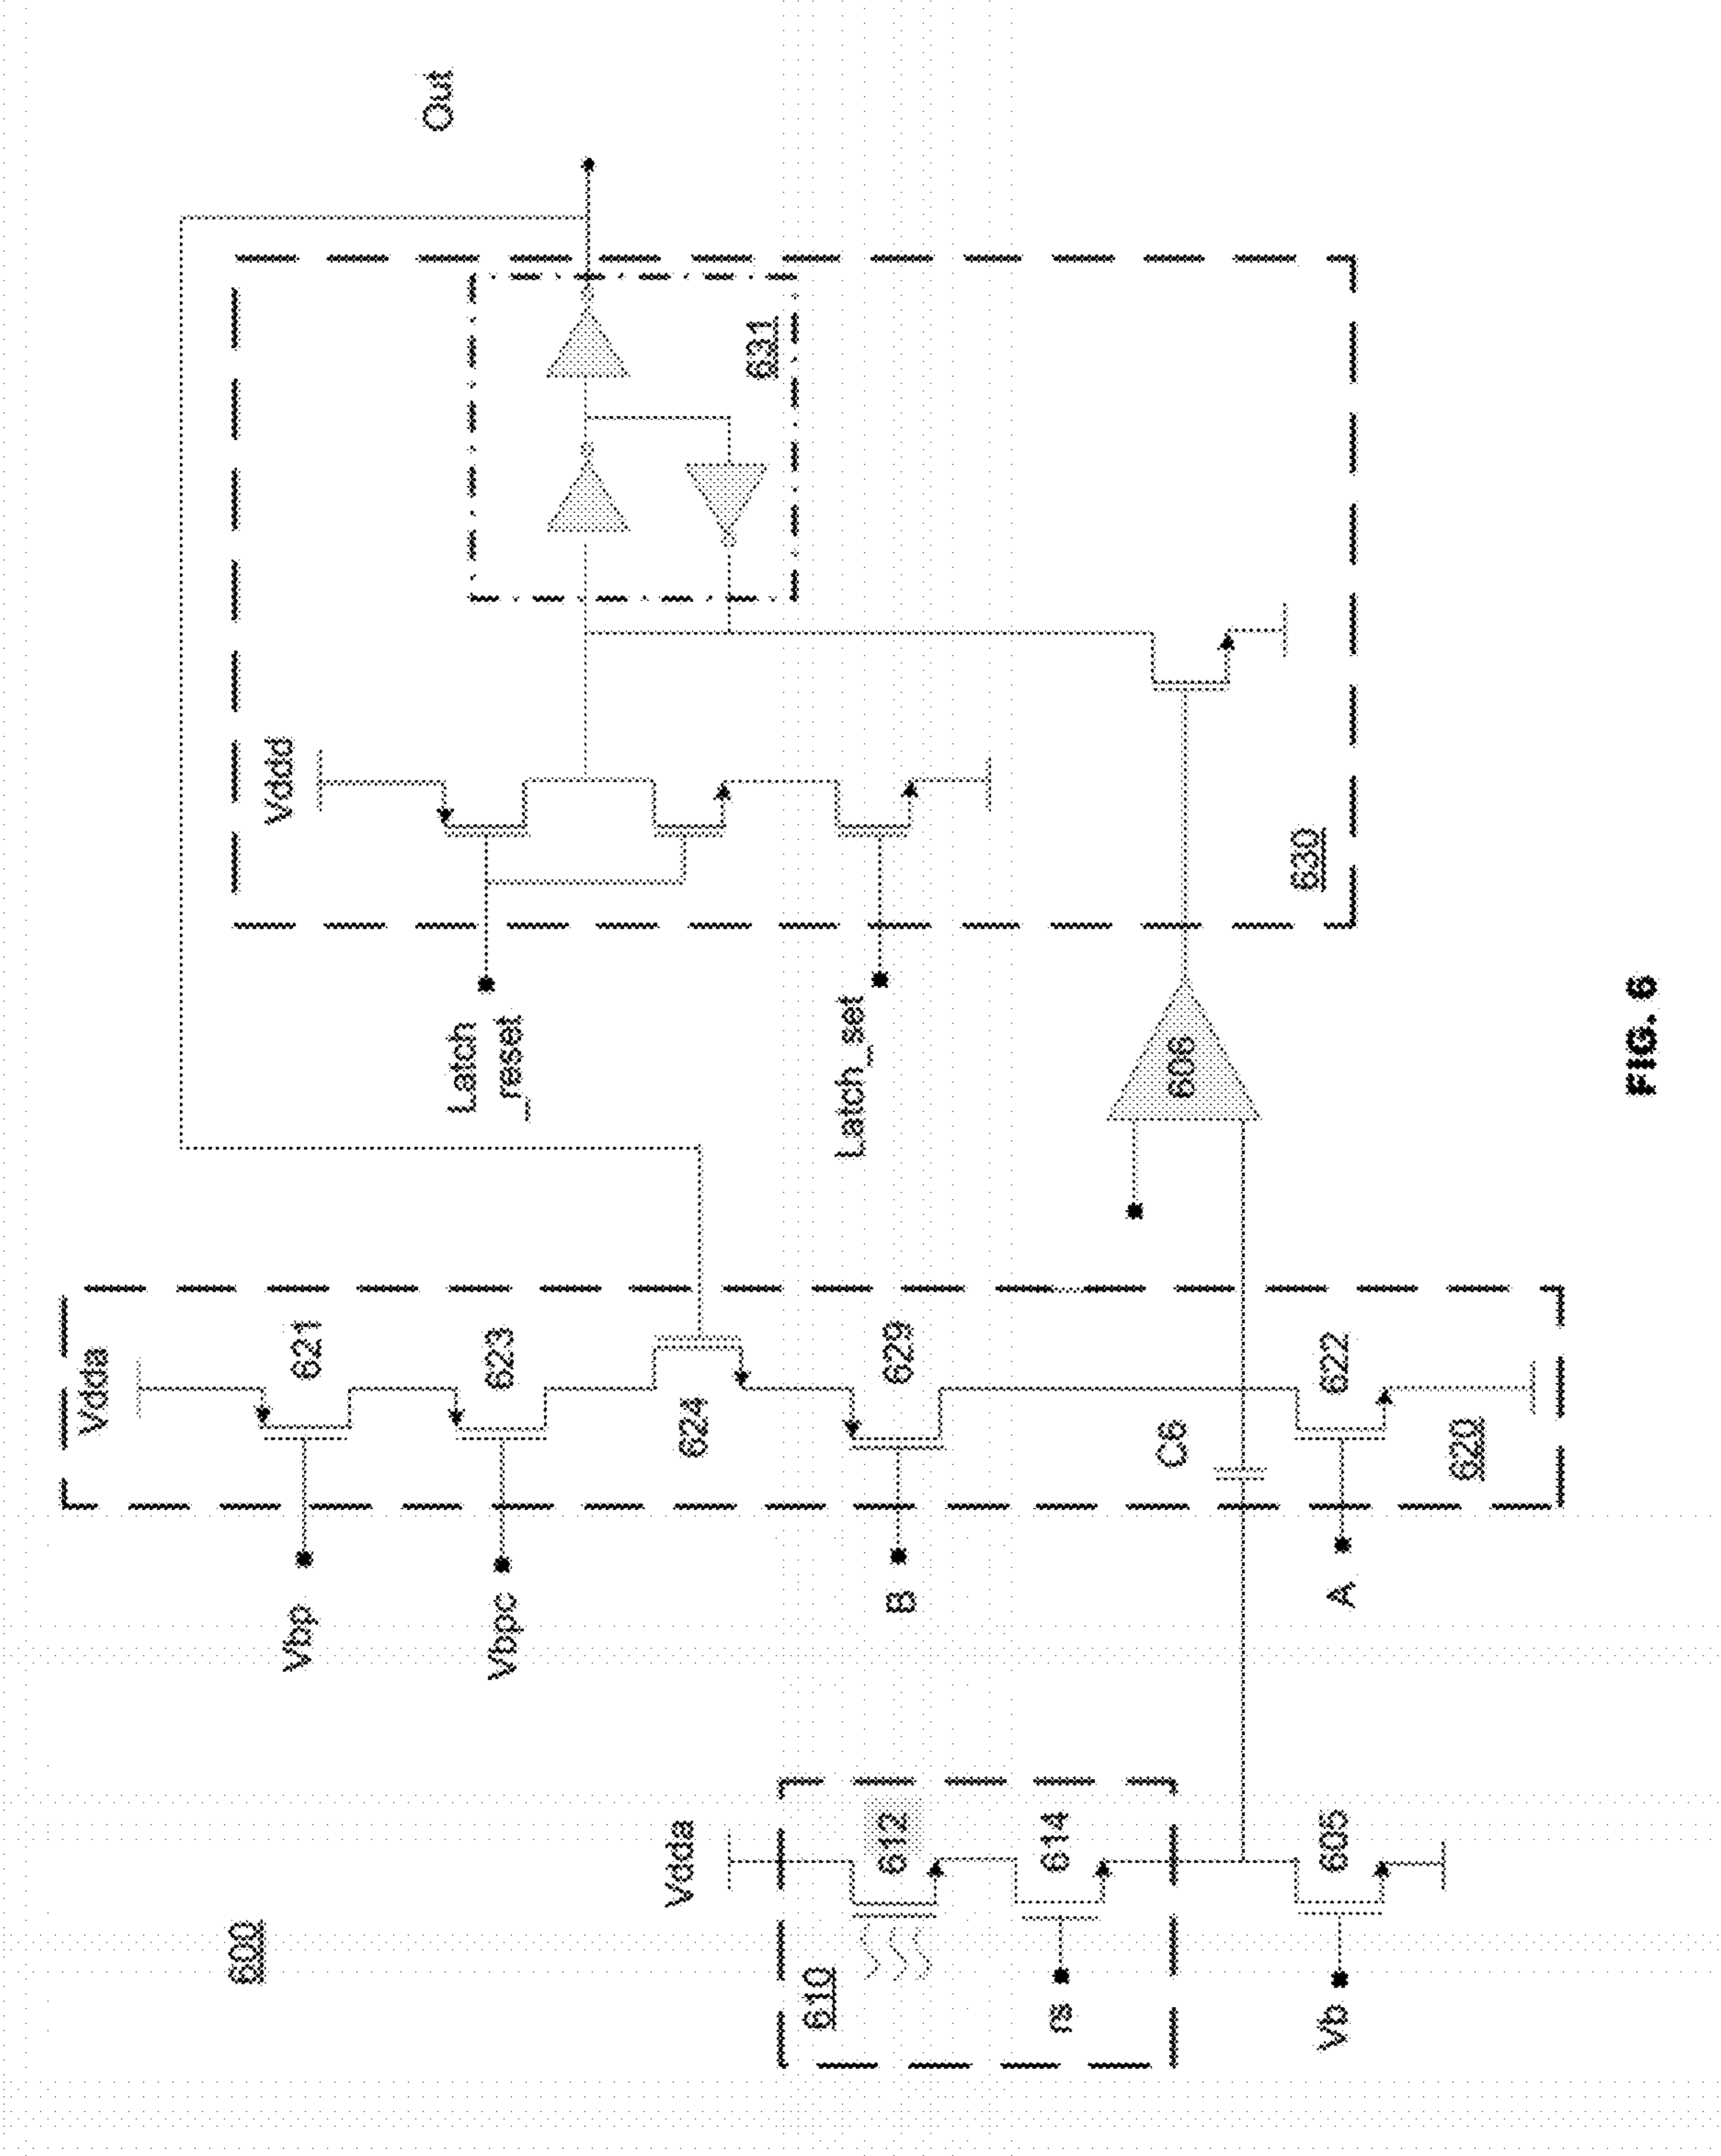 600
Vdda
610
612
614
rs
605
Vb
Vdda
621
623
624
629
622
620
C6
Vbp
Vbpc
B
A
606
Latch
_reset
Latch_set
Vddd
630
631
Out
FIG. 6